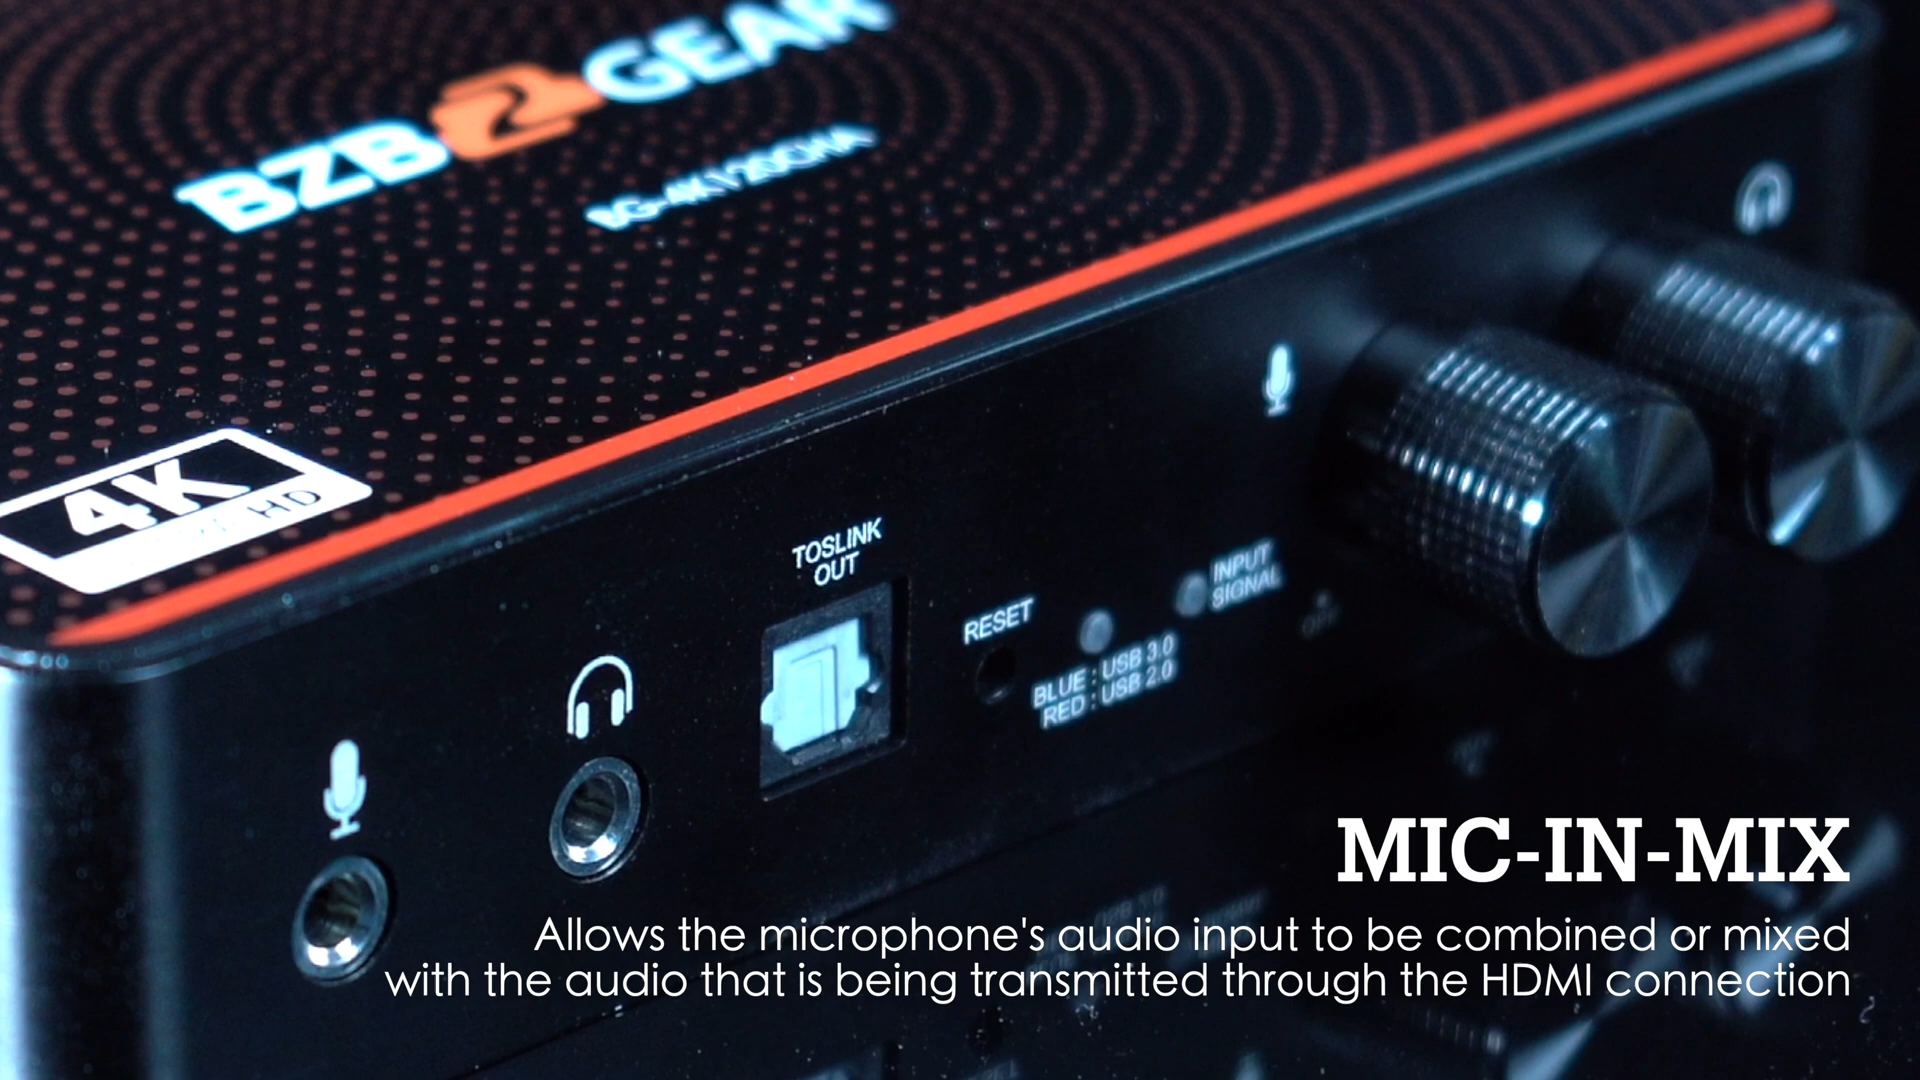 BZB GEAR
BG-4K120CHA
4K
HD
TOSLINK
OUT
RESET
INPUT
SIGNAL
BLUE : USB 3.0
RED : USB 2.0
OFF
MIC-IN-MIX
Allows the microphone's audio input to be combined or mixed
with the audio that is being transmitted through the HDMI connection